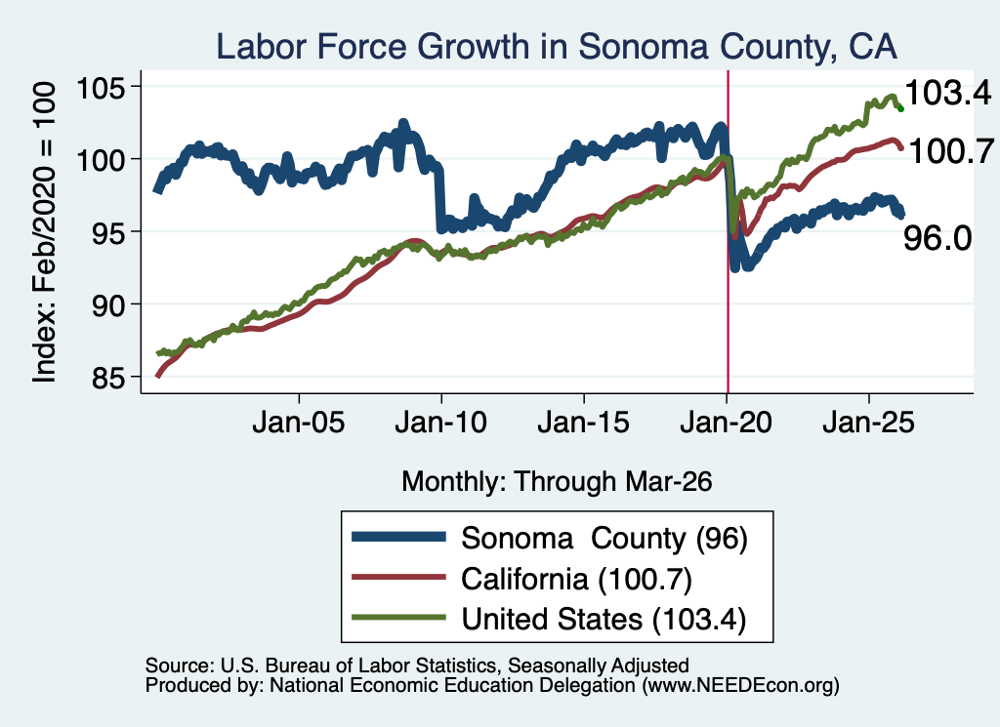 Labor Force Growth in Sonoma County, CA
Index: Feb/2020 = 100
105
100
95
90
85
103.4
100.7
96.0
Jan-05 Jan-10 Jan-15 Jan-20 Jan-25
Monthly: Through Mar-26
Sonoma  County (96)
California (100.7)
United States (103.4)
Source: U.S. Bureau of Labor Statistics, Seasonally Adjusted
Produced by: National Economic Education Delegation (www.NEEDEcon.org)